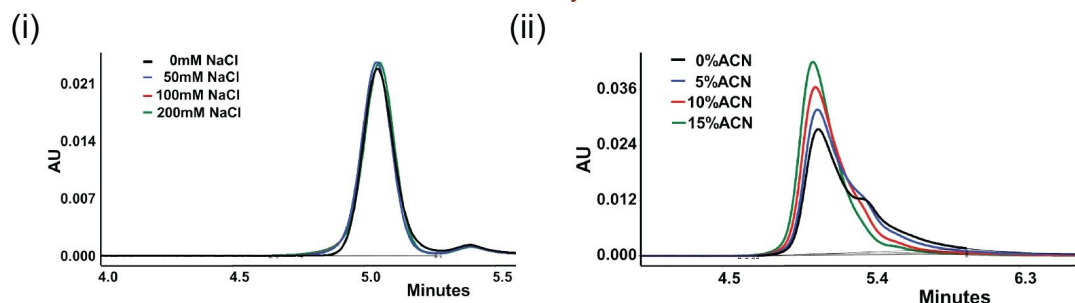 (i)
0mM NaCl
50mM NaCl
100mM NaCl
200mM NaCl
AU
0.021
0.014
0.007
0.000
4.0 4.5 5.0 5.5
Minutes
(ii)
0%ACN
5%ACN
10%ACN
15%ACN
AU
0.036
0.024
0.012
0.000
4.5 5.4 6.3
Minutes